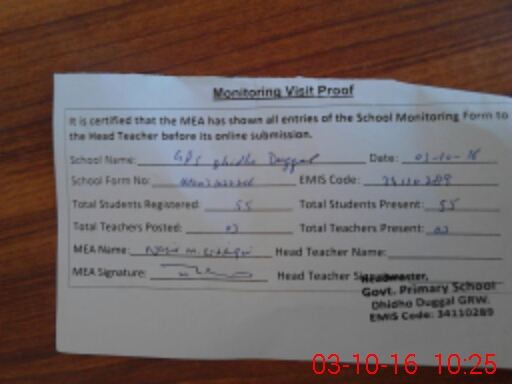 Monitoring Visit Proof
It is certified that the MEA has shown all entries of the School Monitoring Form to
the Head Teacher before its online submission.
School Name: GPS Dhidho Duggal Date: 03-10-16
School Form No: EMIS Code: 34110289
Total Students Registered: 55 Total Students Present: 55
Total Teachers Posted: 03 Total Teachers Present: 03
MEA Name: Head Teacher Name:
MEA Signature: Head Teacher
Headmaster,
Govt. Primary School
Dhidho Duggal GRW.
EMIS Code: 34110289
03-10-16 10:25